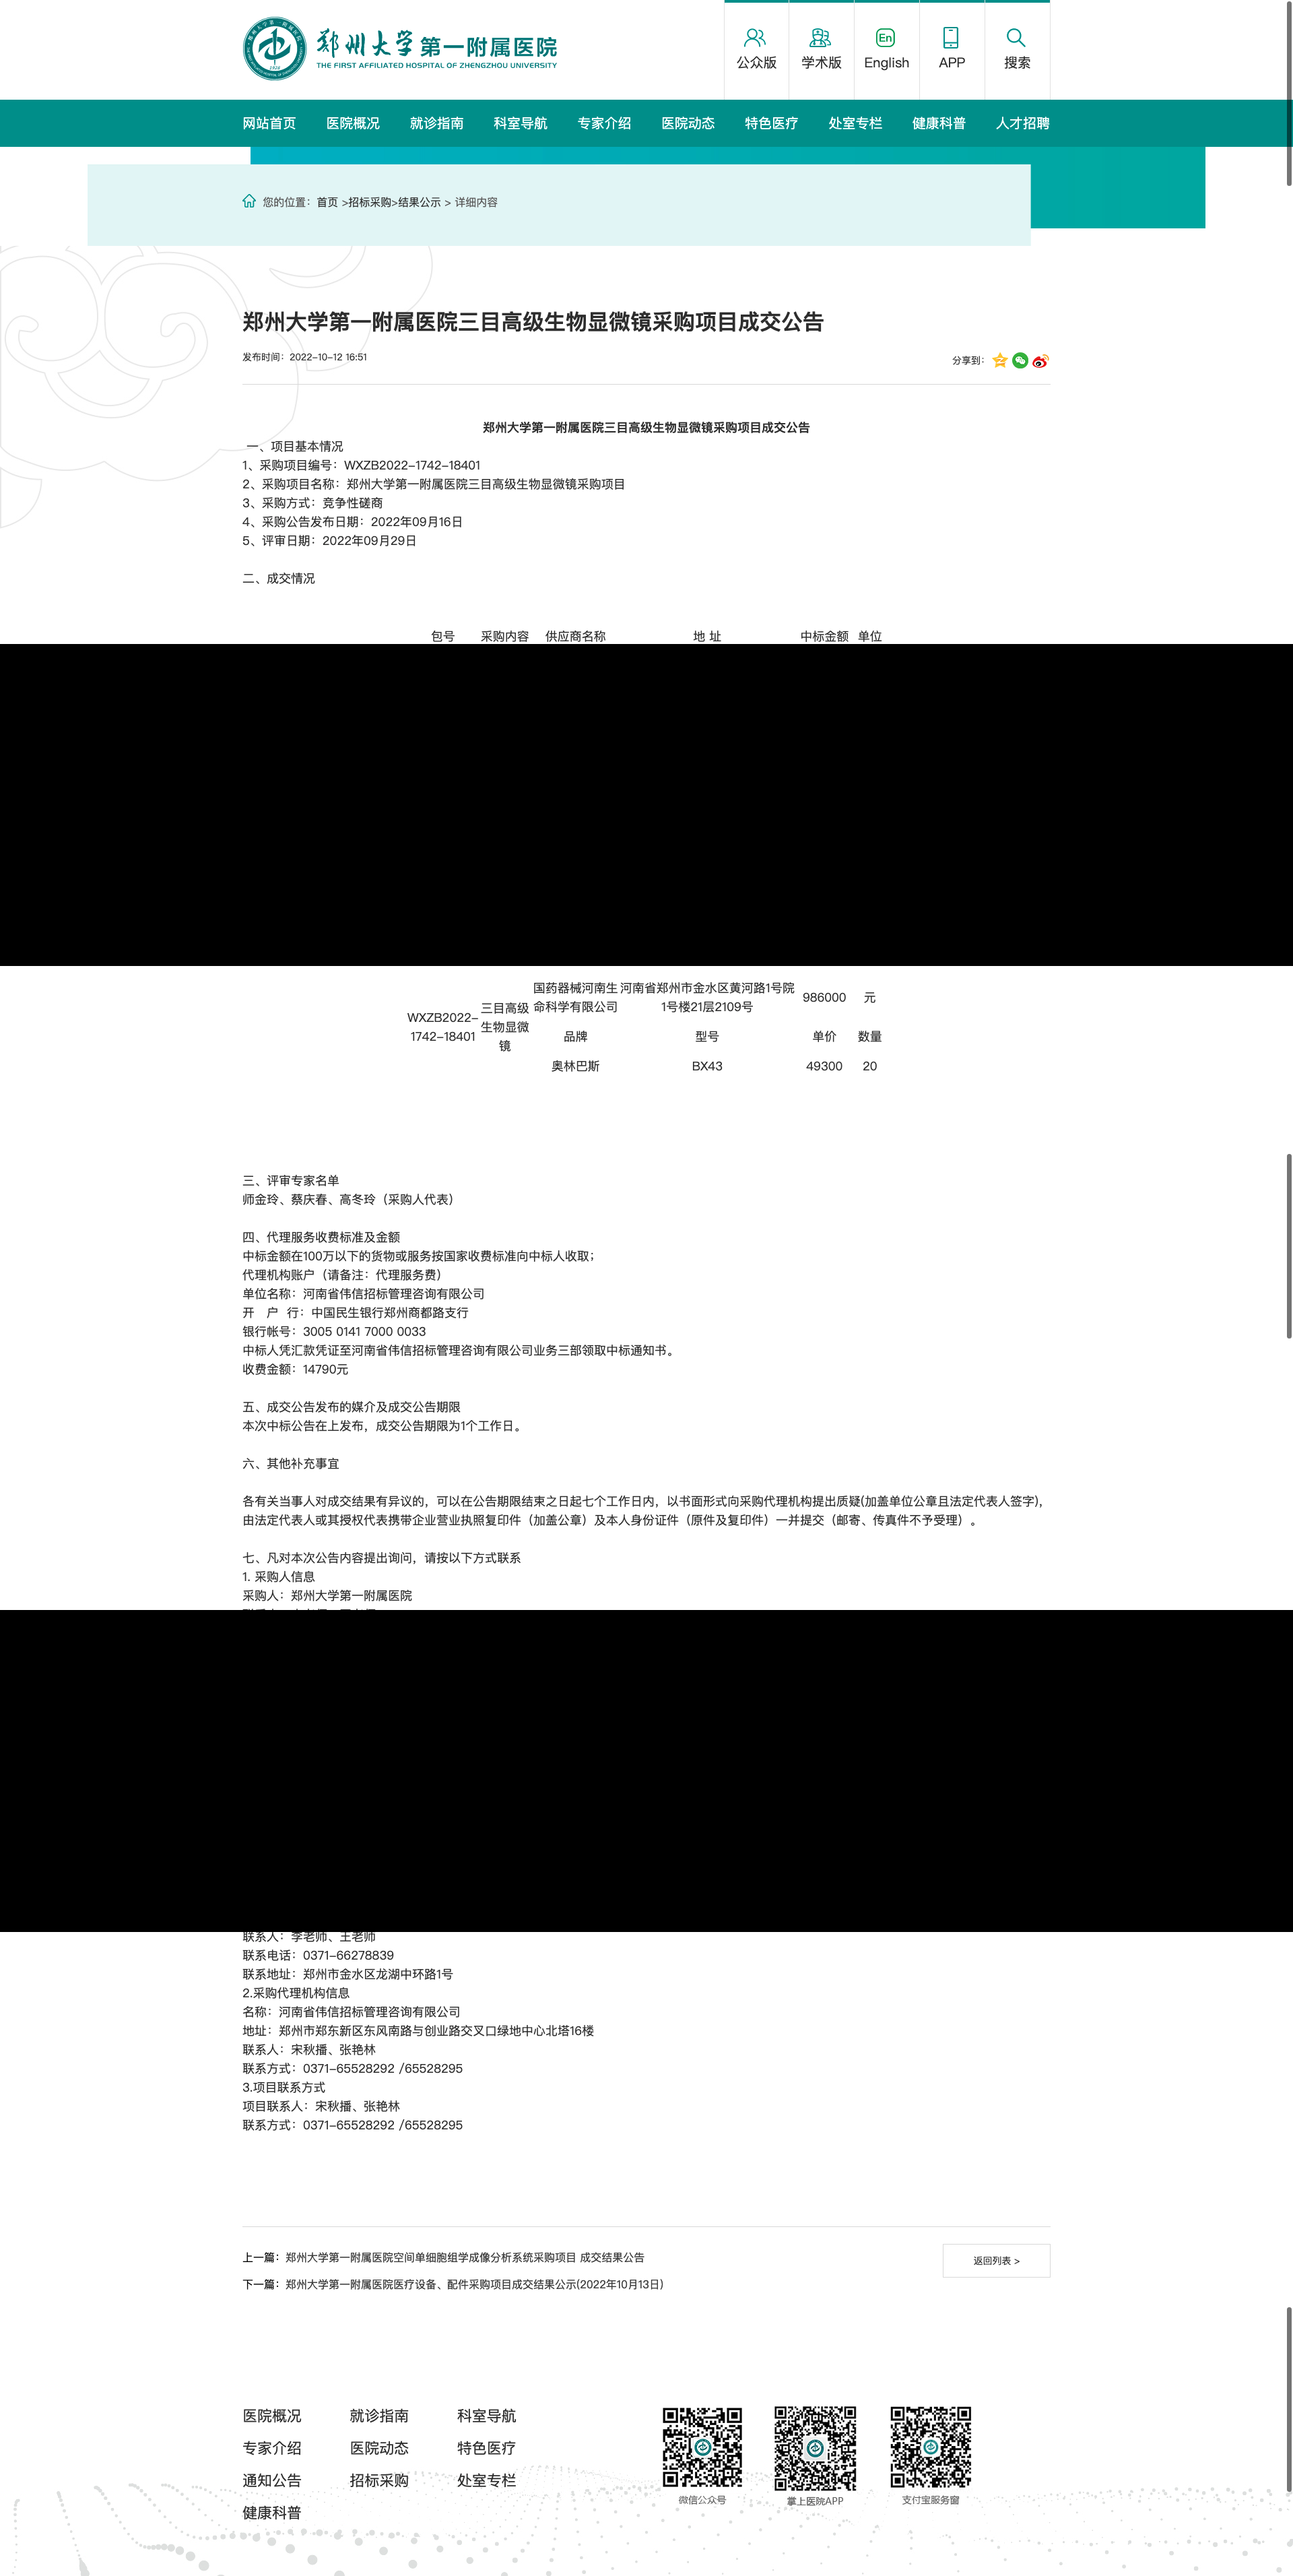 郑州大学第一附属医院
THE FIRST AFFILIATED HOSPITAL OF ZHENGZHOU UNIVERSITY
公众版 学术版 En English APP 搜索
网站首页 医院概况 就诊指南 科室导航 专家介绍 医院动态 特色医疗 处室专栏 健康科普 人才招聘
您的位置：首页 >招标采购>结果公示 > 详细内容
郑州大学第一附属医院三目高级生物显微镜采购项目成交公告
发布时间：2022-10-12 16:51
分享到：
郑州大学第一附属医院三目高级生物显微镜采购项目成交公告
一、项目基本情况
1、采购项目编号：WXZB2022-1742-18401
2、采购项目名称：郑州大学第一附属医院三目高级生物显微镜采购项目
3、采购方式：竞争性磋商
4、采购公告发布日期：2022年09月16日
5、评审日期：2022年09月29日
二、成交情况
包号 采购内容 供应商名称 地 址 中标金额 单位
WXZB2022-1742-18401 三目高级生物显微镜 国药器械河南生命科学有限公司 河南省郑州市金水区黄河路1号院1号楼21层2109号 986000 元
品牌 型号 单价 数量
奥林巴斯 BX43 49300 20
三、评审专家名单
师金玲、蔡庆春、高冬玲（采购人代表）
四、代理服务收费标准及金额
中标金额在100万以下的货物或服务按国家收费标准向中标人收取；
代理机构账户（请备注：代理服务费）
单位名称：河南省伟信招标管理咨询有限公司
开 户 行：中国民生银行郑州商都路支行
银行帐号：3005 0141 7000 0033
中标人凭汇款凭证至河南省伟信招标管理咨询有限公司业务三部领取中标通知书。
收费金额：14790元
五、成交公告发布的媒介及成交公告期限
本次中标公告在上发布，成交公告期限为1个工作日。
六、其他补充事宜
各有关当事人对成交结果有异议的，可以在公告期限结束之日起七个工作日内，以书面形式向采购代理机构提出质疑(加盖单位公章且法定代表人签字)，
由法定代表人或其授权代表携带企业营业执照复印件（加盖公章）及本人身份证件（原件及复印件）一并提交（邮寄、传真件不予受理）。
七、凡对本次公告内容提出询问，请按以下方式联系
1. 采购人信息
采购人：郑州大学第一附属医院
联系人：李老师、王老师
联系电话：0371-66278839
联系地址：郑州市金水区龙湖中环路1号
2.采购代理机构信息
名称：河南省伟信招标管理咨询有限公司
地址：郑州市郑东新区东风南路与创业路交叉口绿地中心北塔16楼
联系人：宋秋播、张艳林
联系方式：0371-65528292 /65528295
3.项目联系方式
项目联系人：宋秋播、张艳林
联系方式：0371-65528292 /65528295
上一篇：郑州大学第一附属医院空间单细胞组学成像分析系统采购项目 成交结果公告
返回列表 >
下一篇：郑州大学第一附属医院医疗设备、配件采购项目成交结果公示(2022年10月13日)
医院概况 就诊指南 科室导航
专家介绍 医院动态 特色医疗
通知公告 招标采购 处室专栏
健康科普
微信公众号 掌上医院APP 支付宝服务窗